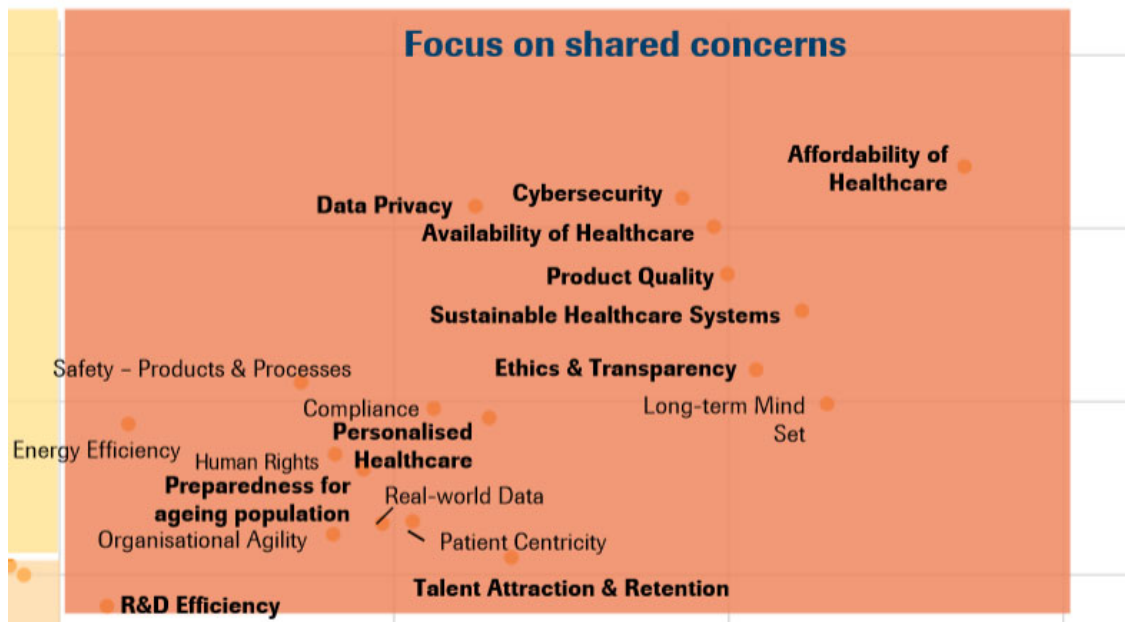 Focus on shared concerns
Affordability of
Healthcare
Cybersecurity
Data Privacy
Availability of Healthcare
Product Quality
Sustainable Healthcare Systems
Safety – Products & Processes
Ethics & Transparency
Compliance
Long-term Mind
Set
Personalised
Healthcare
Energy Efficiency
Human Rights
Preparedness for
ageing population
Real-world Data
Organisational Agility
Patient Centricity
Talent Attraction & Retention
R&D Efficiency